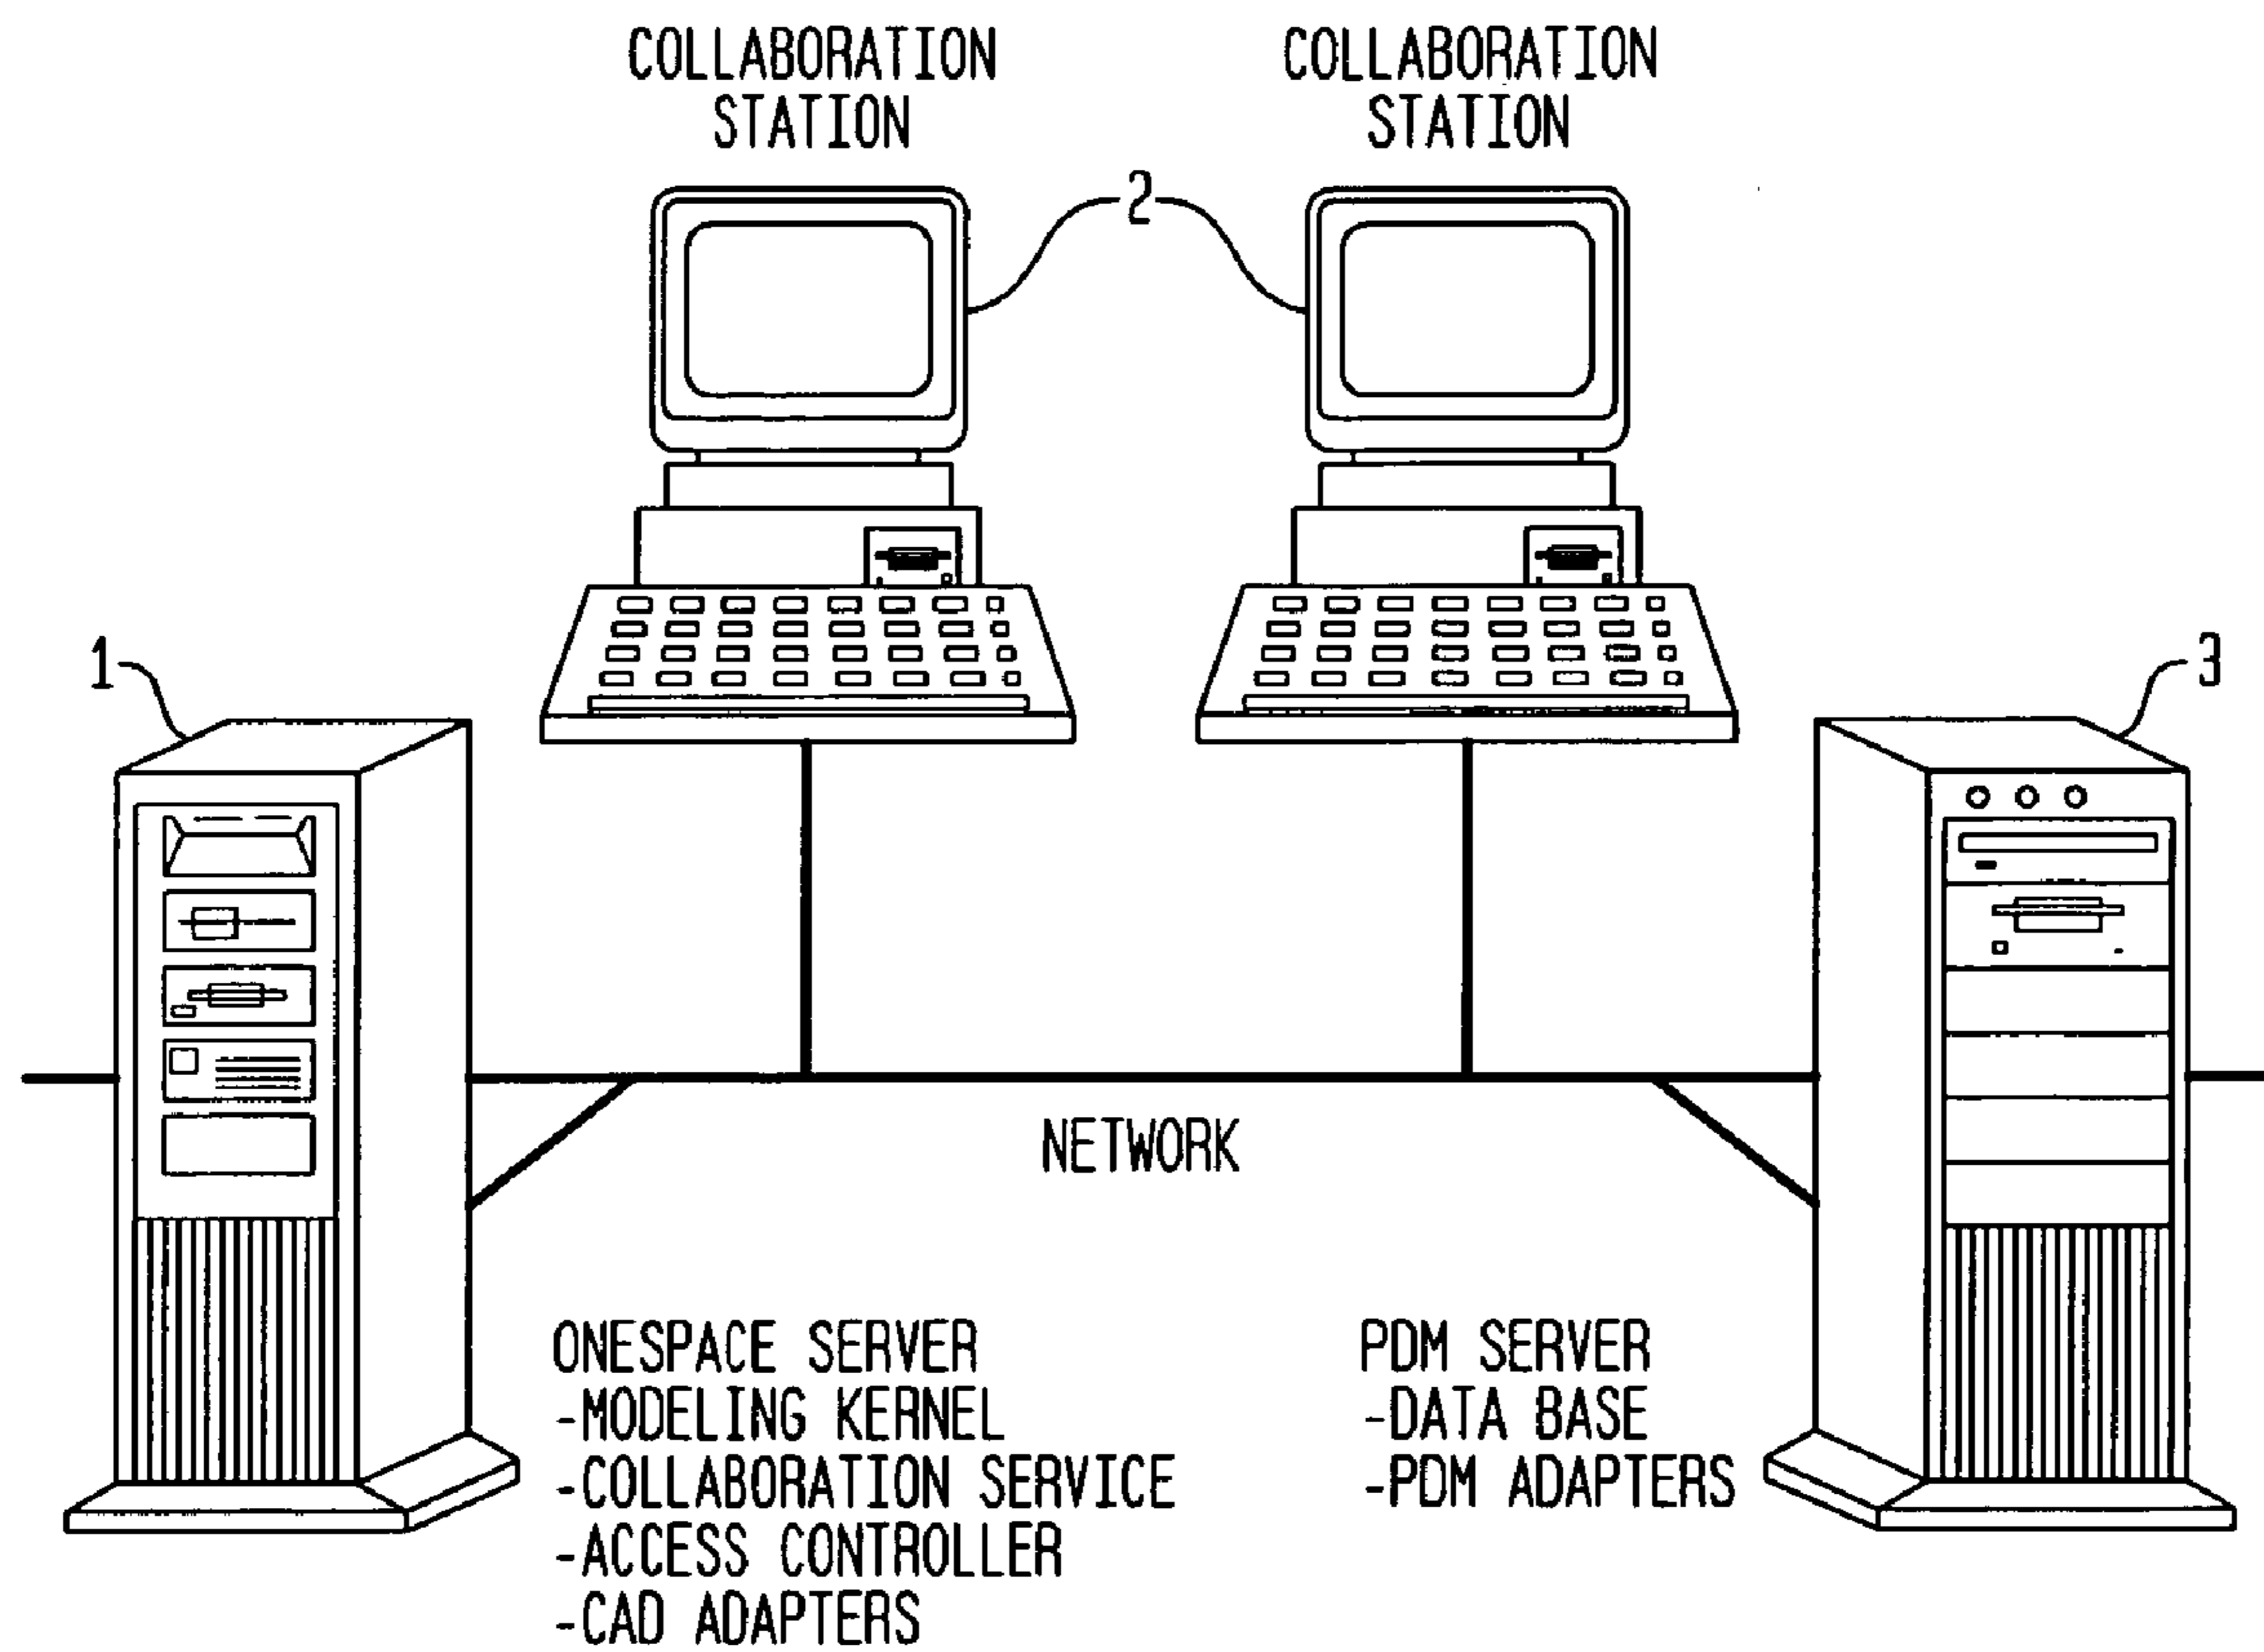 COLLABORATION
STATION
COLLABORATION
STATION
2
1
3
NETWORK
ONESPACE SERVER
-MODELING KERNEL
-COLLABORATION SERVICE
-ACCESS CONTROLLER
-CAD ADAPTERS
PDM SERVER
-DATA BASE
-PDM ADAPTERS